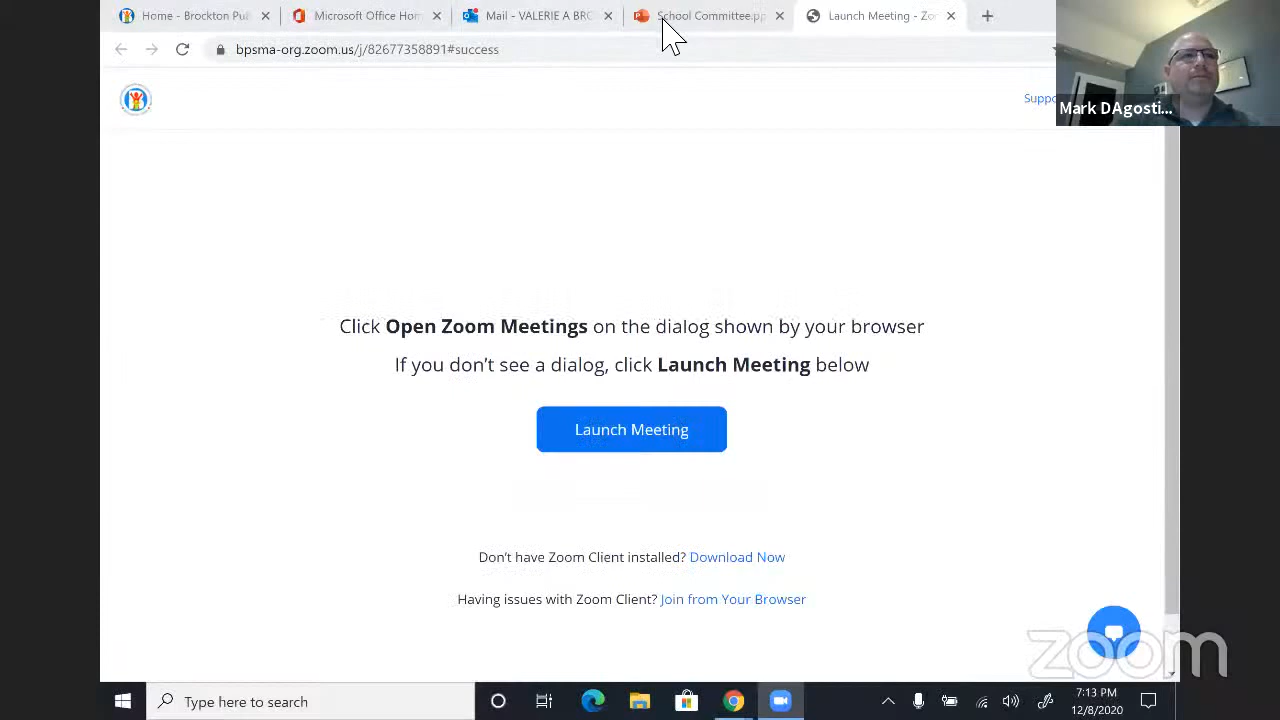 Home - Brockton Pul
Microsoft Office Hom
Mail - VALERIE A BRO
School Committee.pp
Launch Meeting - Zoo
bpsma-org.zoom.us/j/82677358891#success
Suppo
Mark DAgosti...
Click Open Zoom Meetings on the dialog shown by your browser
If you don't see a dialog, click Launch Meeting below
Launch Meeting
Don't have Zoom Client installed? Download Now
Having issues with Zoom Client? Join from Your Browser
zoom
Type here to search
7:13 PM
12/8/2020